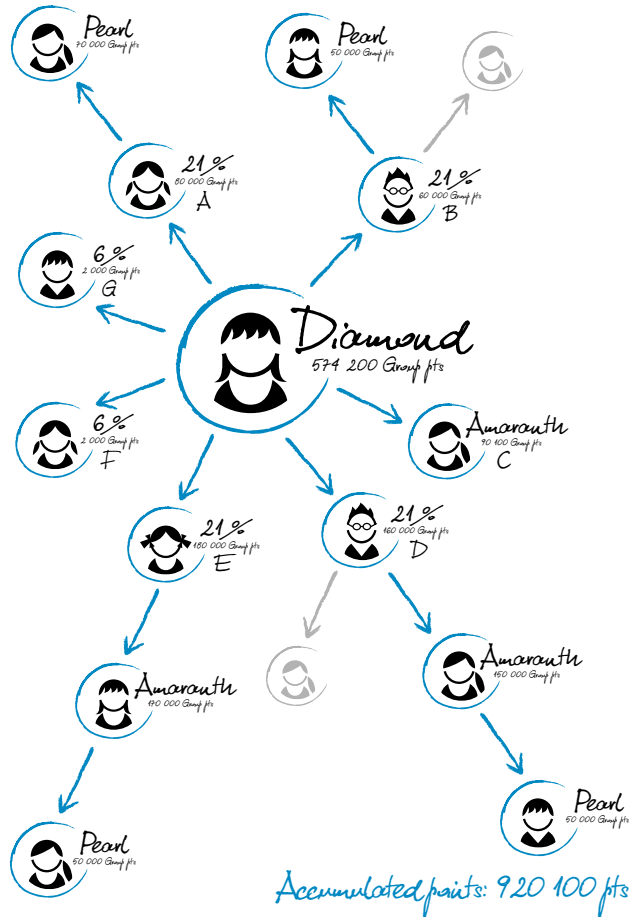 Pearl
70 000 Group pts
Pearl
50 000 Group pts
21%
80 000 Group pts
A
21%
60 000 Group pts
B
6%
2 000 Group pts
G
Diamond
574 200 Group pts
6%
2 000 Group pts
F
Amaranth
90 100 Group pts
C
21%
180 000 Group pts
E
21%
160 000 Group pts
D
Amaranth
170 000 Group pts
Amaranth
150 000 Group pts
Pearl
50 000 Group pts
Pearl
50 000 Group pts
Accumulated points: 920 100 pts